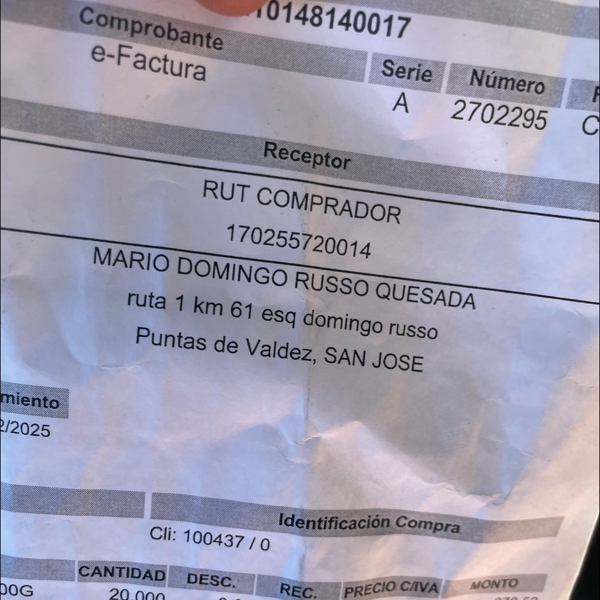 10148140017
Comprobante Serie Número
e-Factura A 2702295 C
Receptor
RUT COMPRADOR
170255720014
MARIO DOMINGO RUSSO QUESADA
ruta 1 km 61 esq domingo russo
Puntas de Valdez, SAN JOSE
miento
2/2025
Identificación Compra
Cli: 100437 / 0
CANTIDAD DESC. REC. PRECIO C/IVA MONTO
00G 20,000